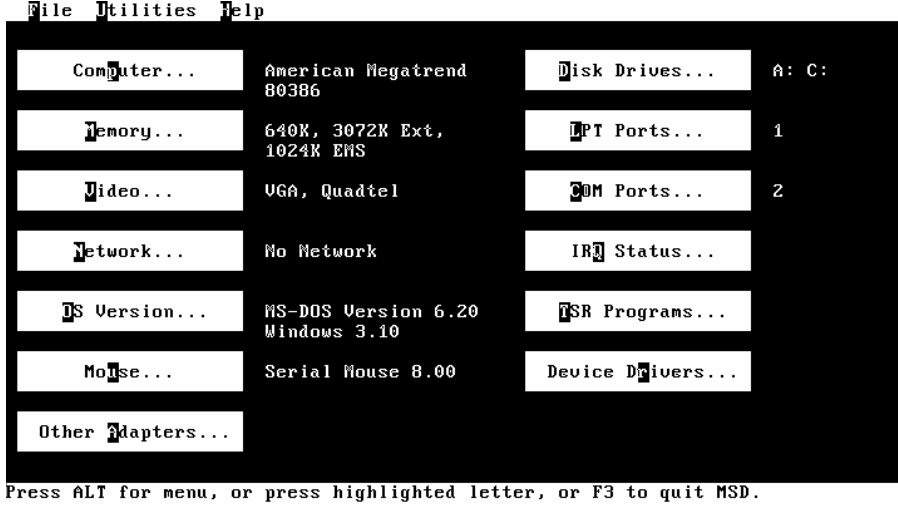 File Utilities Help
Computer... American Megatrend Disk Drives... A: C:
80386
Memory... 640K, 3072K Ext, LPT Ports... 1
1024K EMS
Video... VGA, Quadtel COM Ports... 2
Network... No Network IRQ Status...
OS Version... MS-DOS Version 6.20 TSR Programs...
Windows 3.10
Mouse... Serial Mouse 8.00 Device Drivers...
Other Adapters...
Press ALT for menu, or press highlighted letter, or F3 to quit MSD.